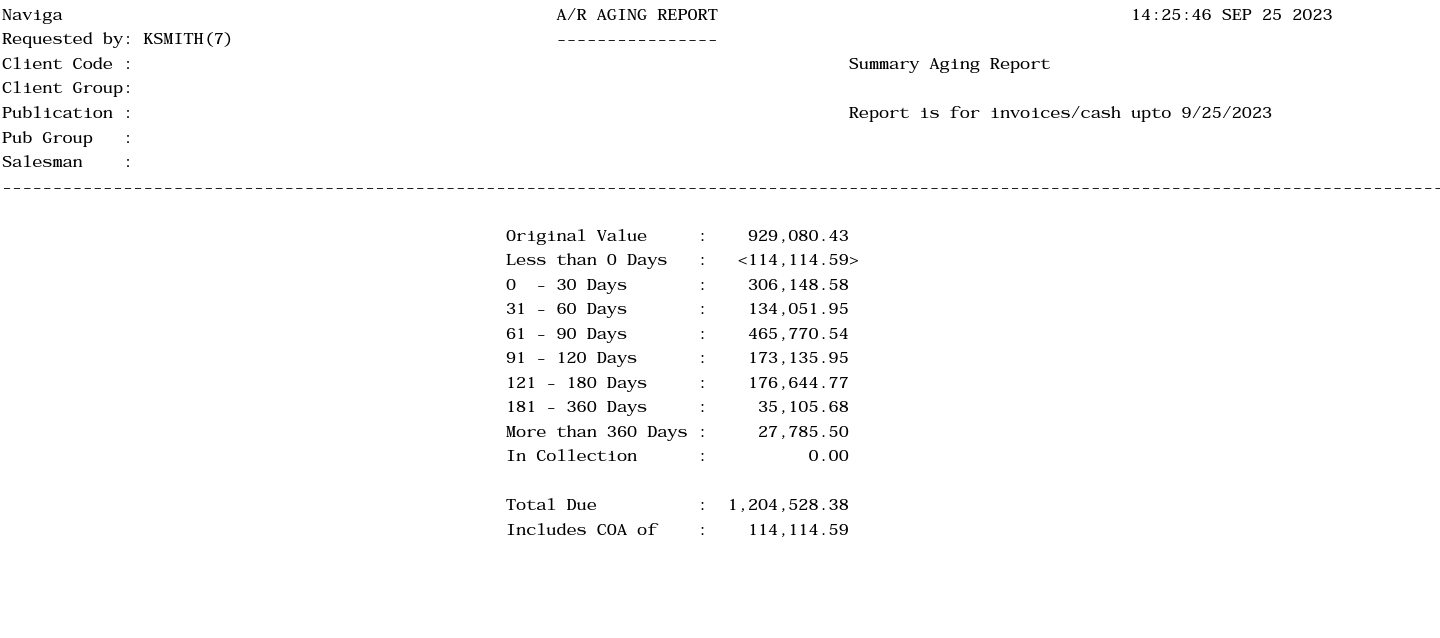 Naviga A/R AGING REPORT 14:25:46 SEP 25 2023
Requested by: KSMITH(7) ----------------
Client Code : Summary Aging Report
Client Group:
Publication : Report is for invoices/cash upto 9/25/2023
Pub Group :
Salesman :
-----------------------------------------------------------------------------------------------------------------------------------------------
Original Value : 929,080.43
Less than 0 Days : <114,114.59>
0 - 30 Days : 306,148.58
31 - 60 Days : 134,051.95
61 - 90 Days : 465,770.54
91 - 120 Days : 173,135.95
121 - 180 Days : 176,644.77
181 - 360 Days : 35,105.68
More than 360 Days : 27,785.50
In Collection : 0.00
Total Due : 1,204,528.38
Includes COA of : 114,114.59